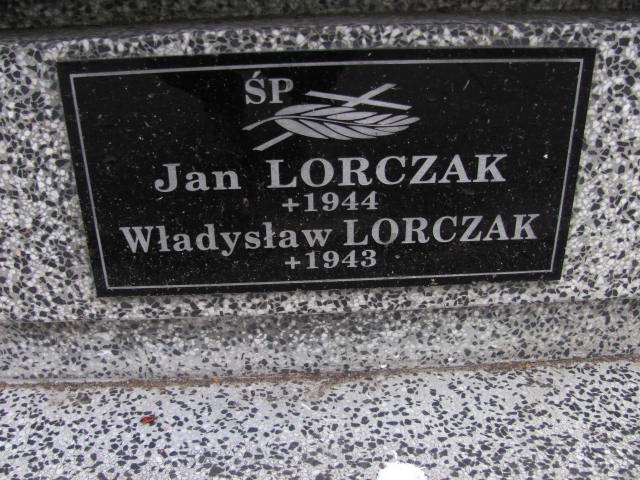 ŚP
Jan LORCZAK
+1944
Władysław LORCZAK
+1943